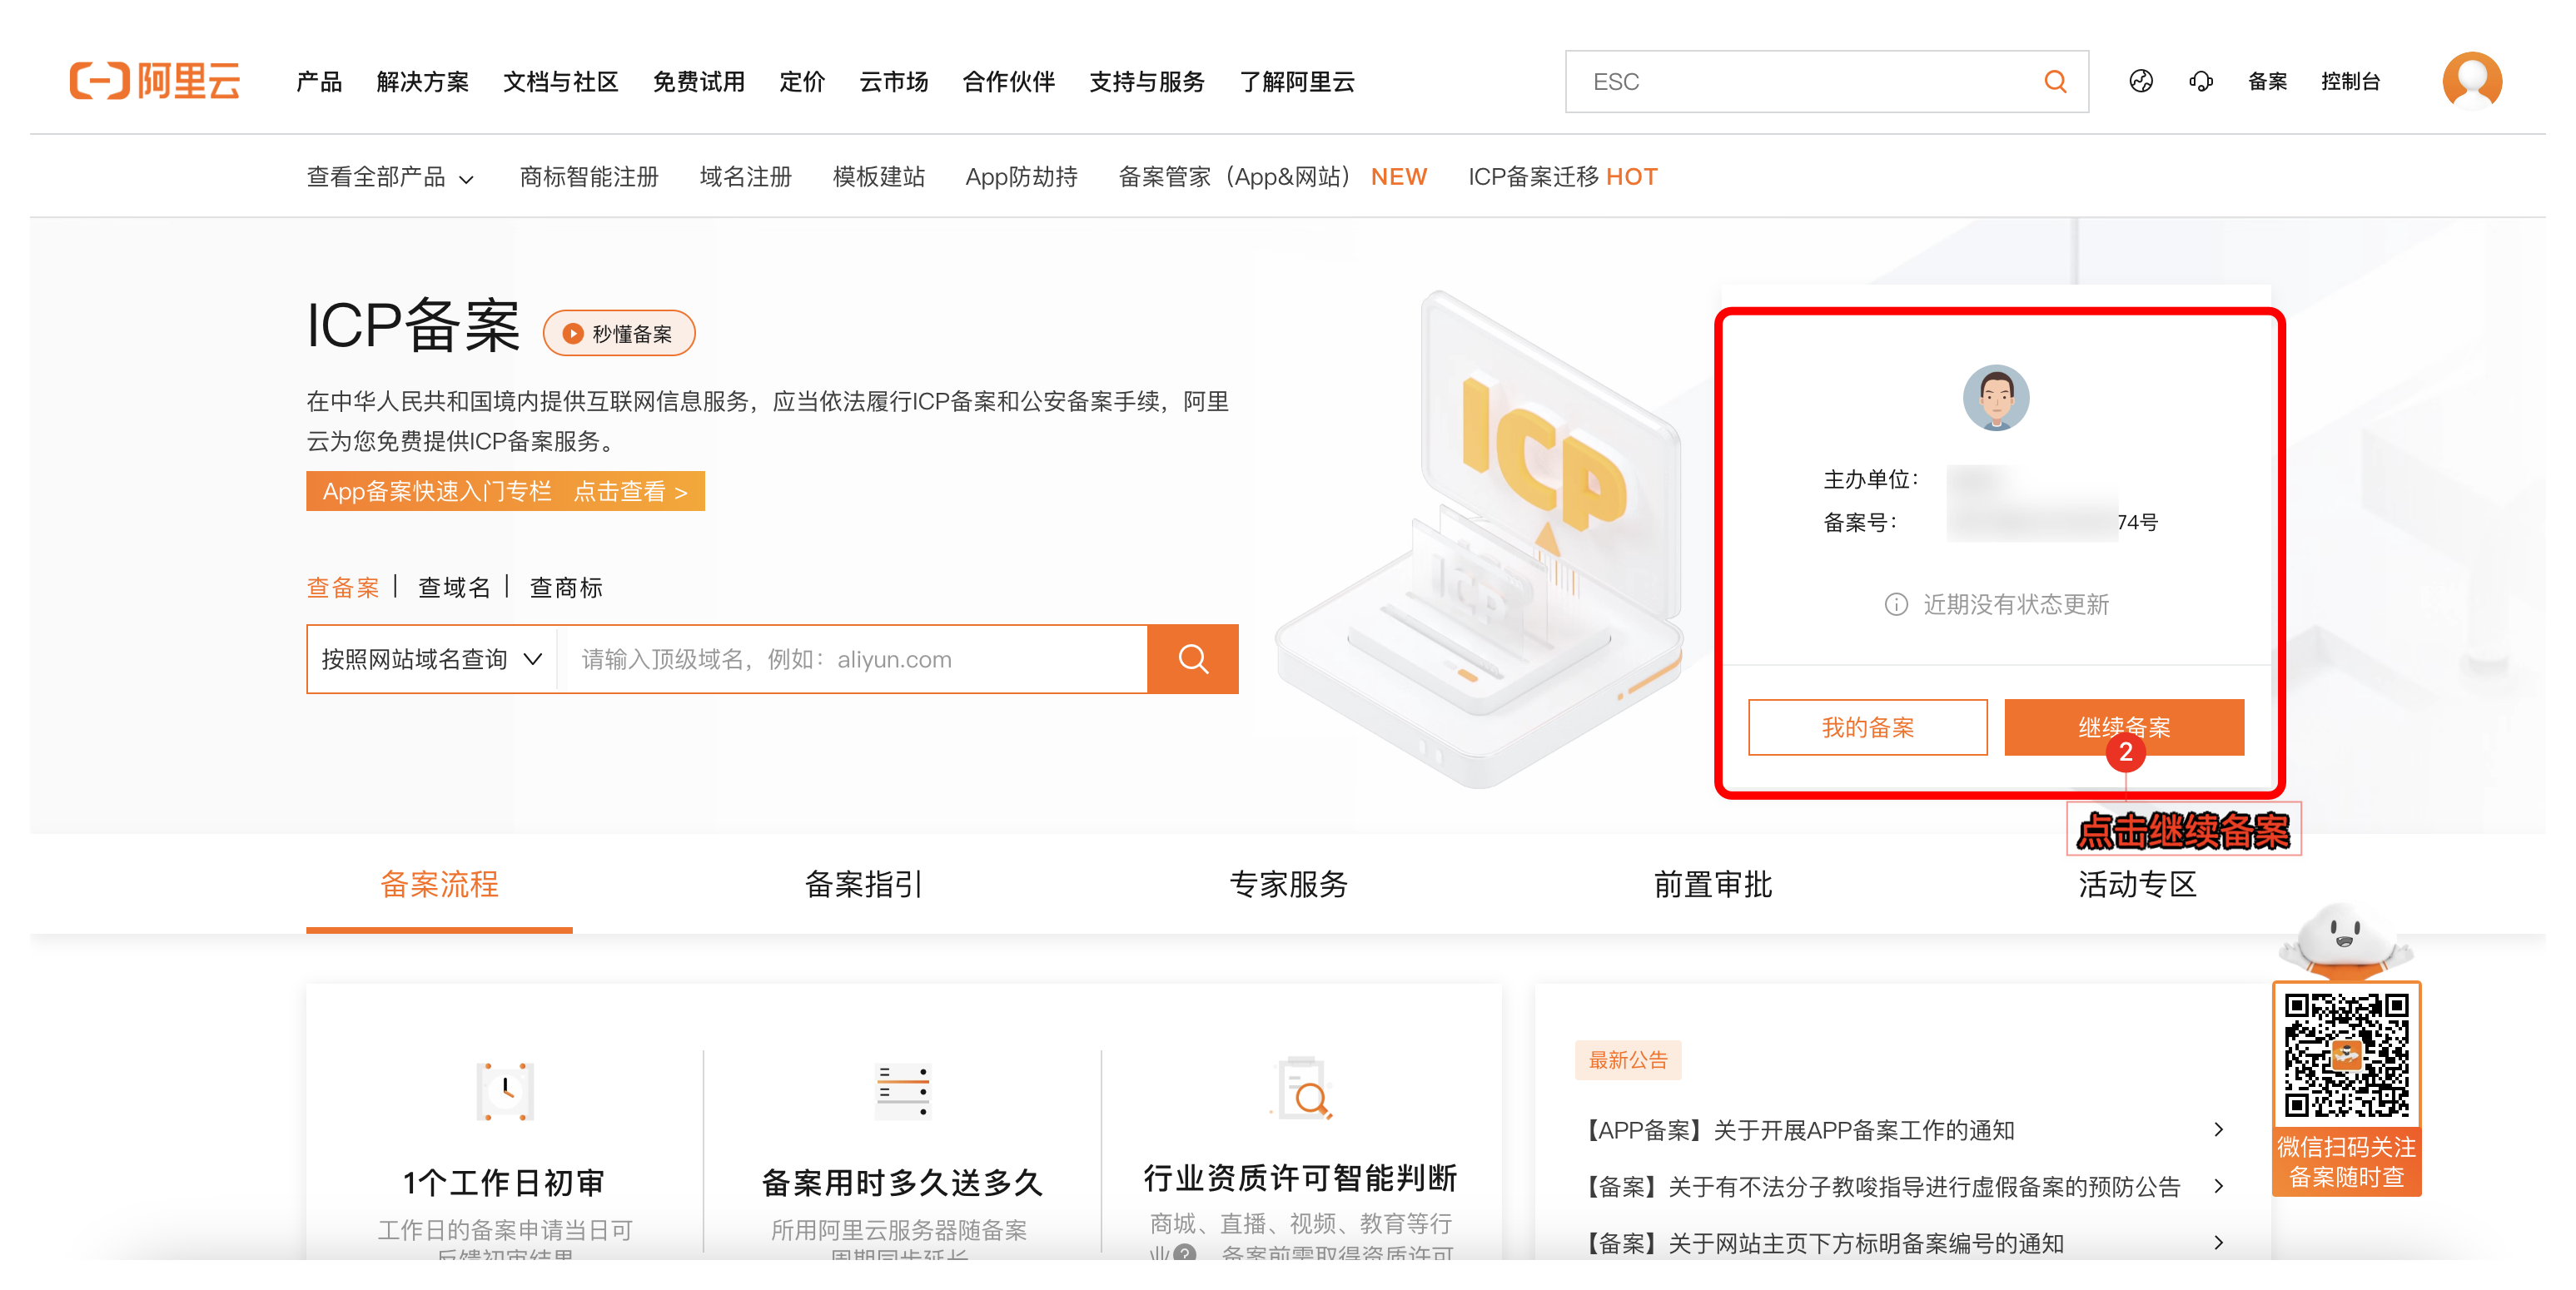 阿里云 产品 解决方案 文档与社区 免费试用 定价 云市场 合作伙伴 支持与服务 了解阿里云 ESC 备案 控制台
查看全部产品 商标智能注册 域名注册 模板建站 App防劫持 备案管家（App&网站） NEW ICP备案迁移 HOT
ICP备案 秒懂备案
在中华人民共和国境内提供互联网信息服务，应当依法履行ICP备案和公安备案手续，阿里
云为您免费提供ICP备案服务。
App备案快速入门专栏 点击查看 >
查备案 | 查域名 | 查商标
按照网站域名查询 请输入顶级域名，例如：aliyun.com
ICP
ICP
主办单位：
备案号： 74号
近期没有状态更新
我的备案 继续备案
2
点击继续备案
备案流程 备案指引 专家服务 前置审批 活动专区
1个工作日初审
工作日的备案申请当日可
反馈初审结果
备案用时多久送多久
所用阿里云服务器随备案
周期同步延长
行业资质许可智能判断
商城、直播、视频、教育等行
业? 备案前需取得资质许可
最新公告
【APP备案】关于开展APP备案工作的通知
【备案】关于有不法分子教唆指导进行虚假备案的预防公告
【备案】关于网站主页下方标明备案编号的通知
微信扫码关注
备案随时查